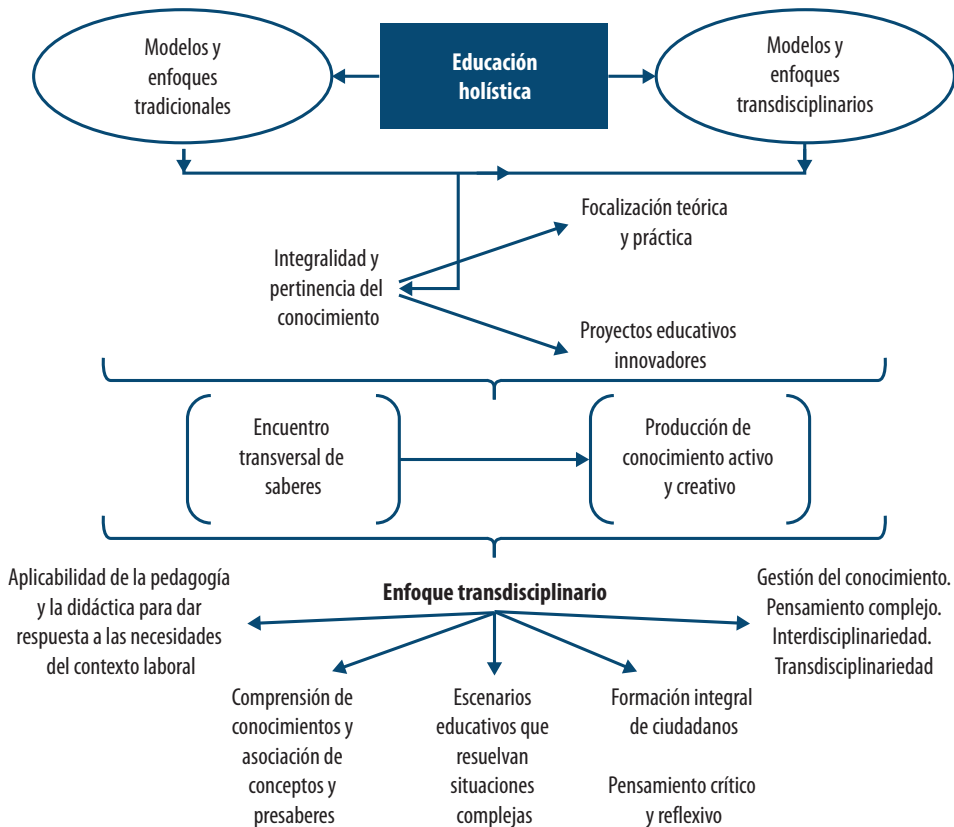 Modelos y
enfoques
tradicionales
Educación
holística
Modelos y
enfoques
transdisciplinarios
Focalización teórica
y práctica
Integralidad y
pertinencia del
conocimiento
Proyectos educativos
innovadores
Encuentro
transversal de
saberes
Producción de
conocimiento activo
y creativo
Enfoque transdisciplinario
Aplicabilidad de la pedagogía
y la didáctica para dar
respuesta a las necesidades
del contexto laboral
Comprensión de
conocimientos y
asociación de
conceptos y
presaberes
Escenarios
educativos que
resuelvan
situaciones
complejas
Formación integral
de ciudadanos
Pensamiento crítico
y reflexivo
Gestión del conocimiento.
Pensamiento complejo.
Interdisciplinariedad.
Transdisciplinariedad